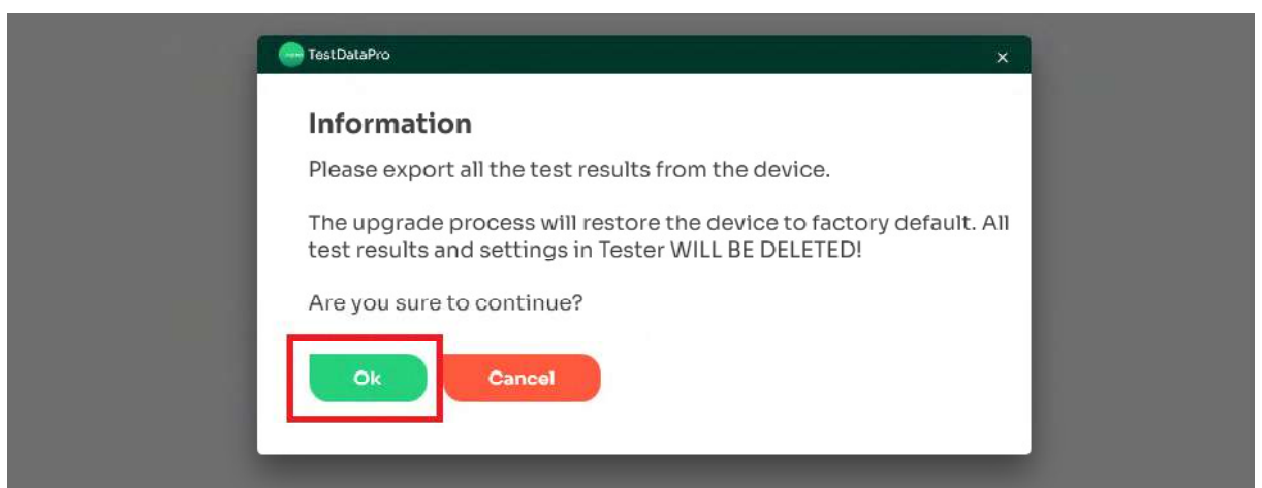 TestDataPro
Information
Please export all the test results from the device.
The upgrade process will restore the device to factory default. All
test results and settings in Tester WILL BE DELETED!
Are you sure to continue?
Ok Cancel